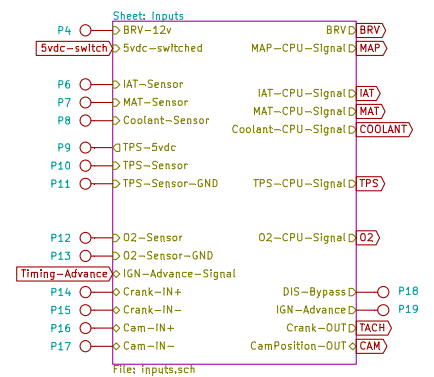 Sheet: Inputs
P4 BRV-12v BRV BRV
5vdc-switch 5vdc-switched MAP-CPU-Signal MAP
P6 IAT-Sensor IAT-CPU-Signal IAT
P7 MAT-Sensor MAT-CPU-Signal MAT
P8 Coolant-Sensor Coolant-CPU-Signal COOLANT
P9 TPS-5vdc
P10 TPS-Sensor
P11 TPS-Sensor-GND TPS-CPU-Signal TPS
P12 O2-Sensor O2-CPU-Signal O2
P13 O2-Sensor-GND
Timing-Advance IGN-Advance-Signal
P14 Crank-IN+ DIS-Bypass P18
P15 Crank-IN- IGN-Advance P19
P16 Cam-IN+ Crank-OUT TACH
P17 Cam-IN- CamPosition-OUT CAM
File: inputs.sch